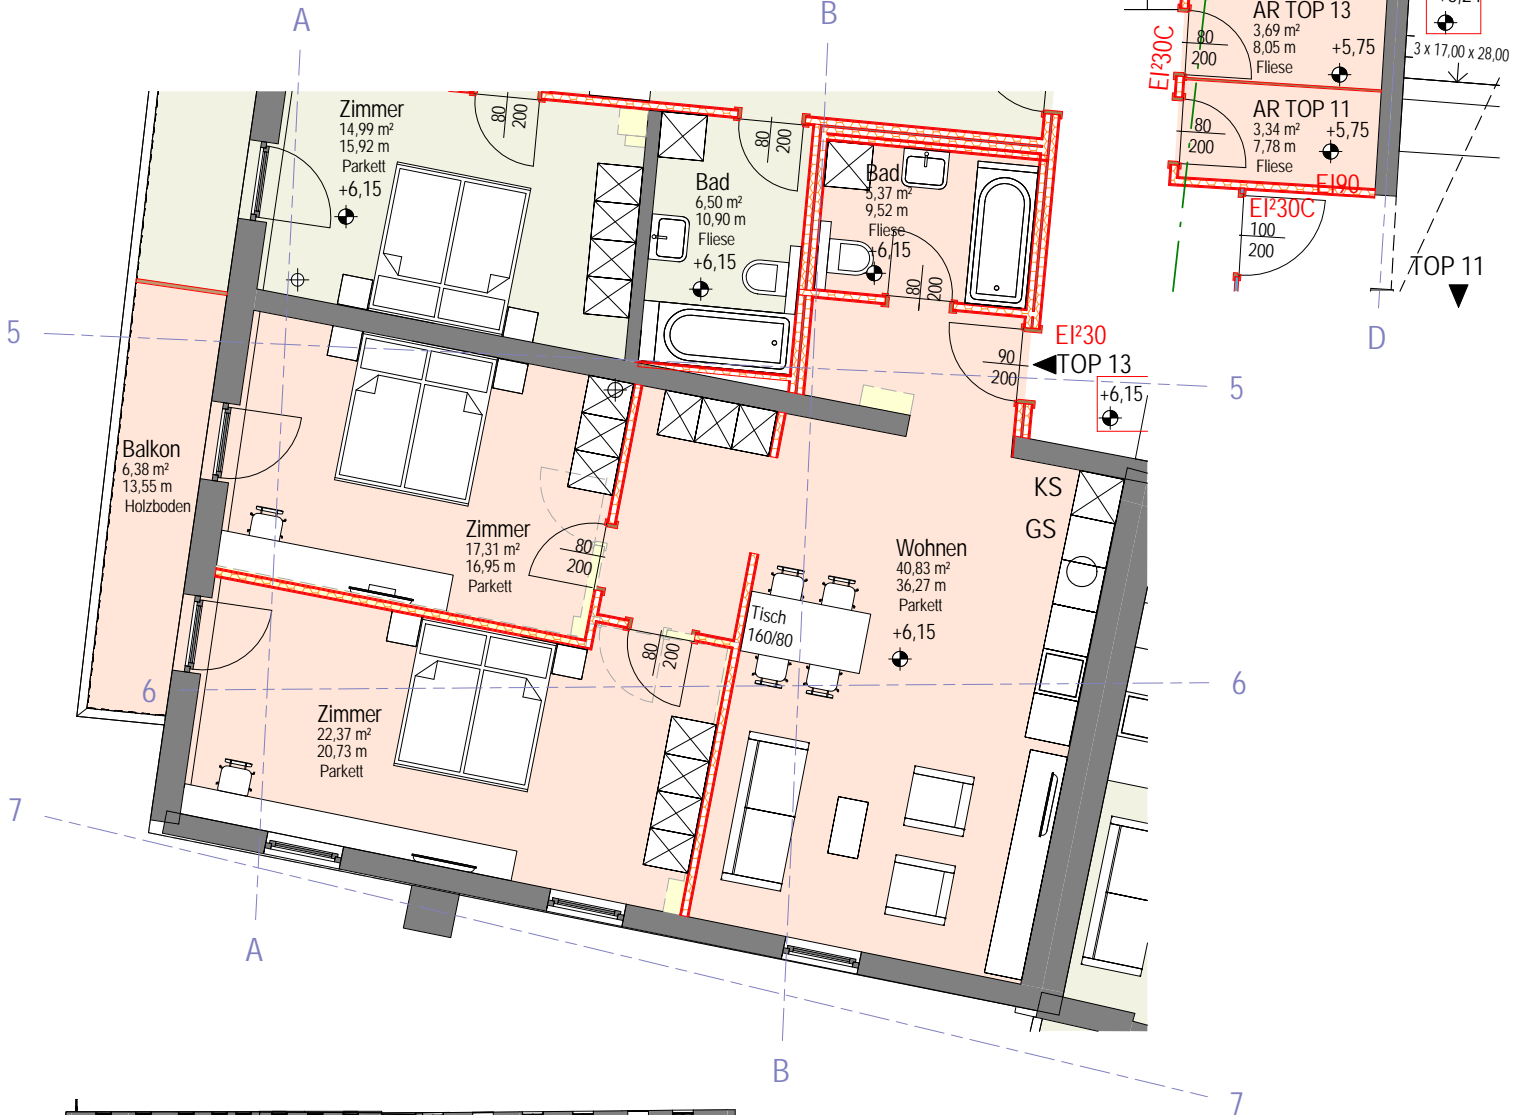 A
B
Zimmer
14,99 m²
15,92 m
Parkett
+6,15
80
200
80
200
Bad
6,50 m²
10,90 m
Fliese
+6,15
Bad
5,37 m²
9,52 m
Fliese
+6,15
80
200
AR TOP 13
3,69 m²
8,05 m
Fliese
+5,75
80
200
EI²30C
3 x 17,00 x 28,00
AR TOP 11
3,34 m²
7,78 m
Fliese
+5,75
80
200
EI90
EI²30C
100
200
TOP 11
D
5
EI²30
TOP 13
90
200
+6,15
5
Balkon
6,38 m²
13,55 m
Holzboden
Zimmer
17,31 m²
16,95 m
Parkett
80
200
KS
GS
Wohnen
40,83 m²
36,27 m
Parkett
+6,15
Tisch
160/80
80
200
6
6
Zimmer
22,37 m²
20,73 m
Parkett
7
A
B
7